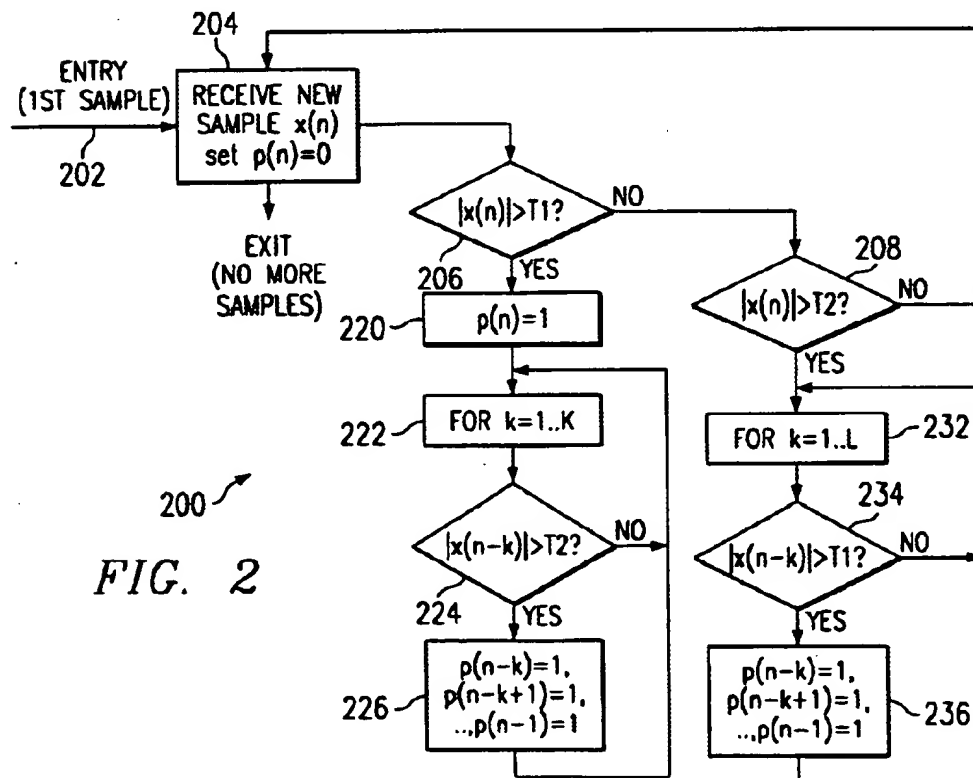 204
ENTRY
(1ST SAMPLE)
202
RECEIVE NEW
SAMPLE x(n)
set p(n)=0
EXIT
(NO MORE
SAMPLES)
|x(n)|>T1?
NO
206
YES
208
|x(n)|>T2?
NO
YES
220
p(n)=1
222
FOR k=1..K
FOR k=1..L
232
200
FIG. 2
|x(n-k)|>T2?
NO
224
YES
234
|x(n-k)|>T1?
NO
YES
226
p(n-k)=1,
p(n-k+1)=1,
..,p(n-1)=1
p(n-k)=1,
p(n-k+1)=1,
..,p(n-1)=1
236